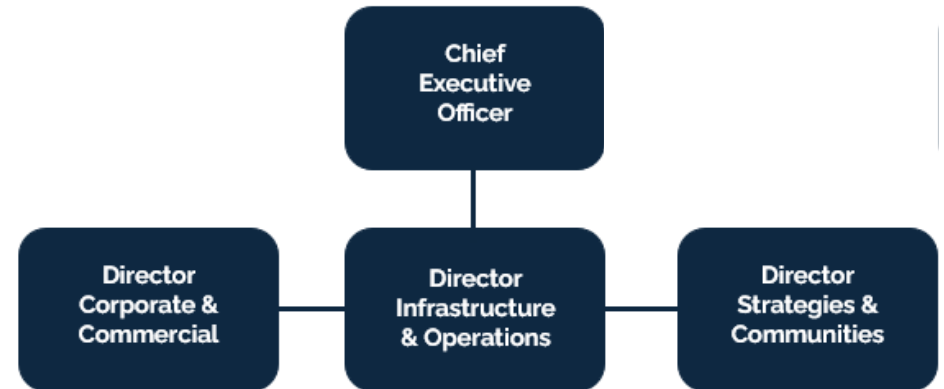 Chief
Executive
Officer
Director
Corporate &
Commercial
Director
Infrastructure
& Operations
Director
Strategies &
Communities